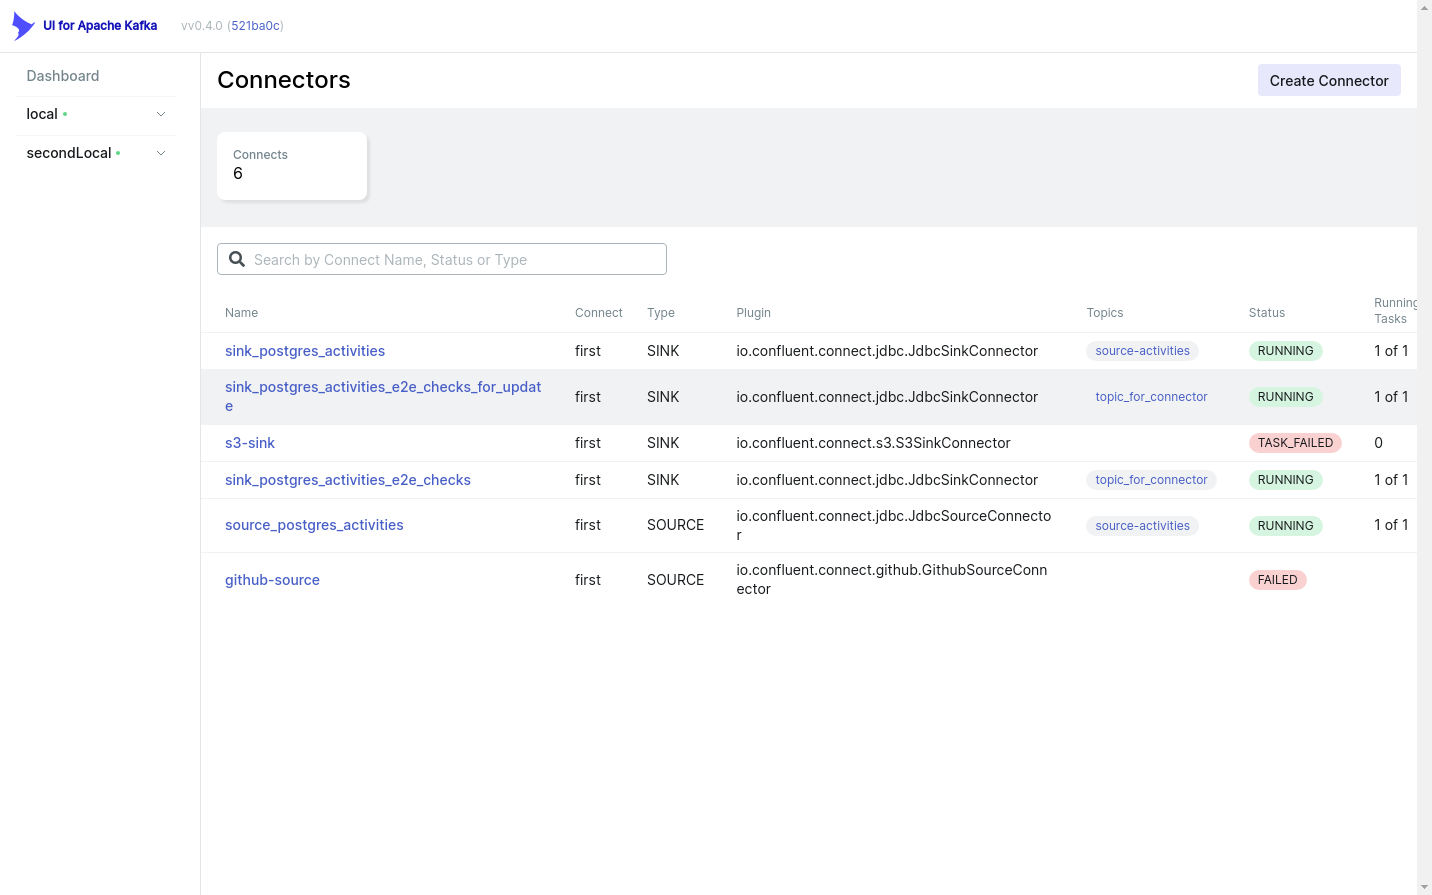 UI for Apache Kafka vv0.4.0 (521ba0c)
Dashboard
local
secondLocal
Connectors
Create Connector
Connects
6
Search by Connect Name, Status or Type
Name Connect Type Plugin Topics Status Running
Tasks
sink_postgres_activities first SINK io.confluent.connect.jdbc.JdbcSinkConnector source-activities RUNNING 1 of 1
sink_postgres_activities_e2e_checks_for_updat
e first SINK io.confluent.connect.jdbc.JdbcSinkConnector topic_for_connector RUNNING 1 of 1
s3-sink first SINK io.confluent.connect.s3.S3SinkConnector TASK_FAILED 0
sink_postgres_activities_e2e_checks first SINK io.confluent.connect.jdbc.JdbcSinkConnector topic_for_connector RUNNING 1 of 1
source_postgres_activities first SOURCE io.confluent.connect.jdbc.JdbcSourceConnecto
r source-activities RUNNING 1 of 1
github-source first SOURCE io.confluent.connect.github.GithubSourceConn
ector FAILED